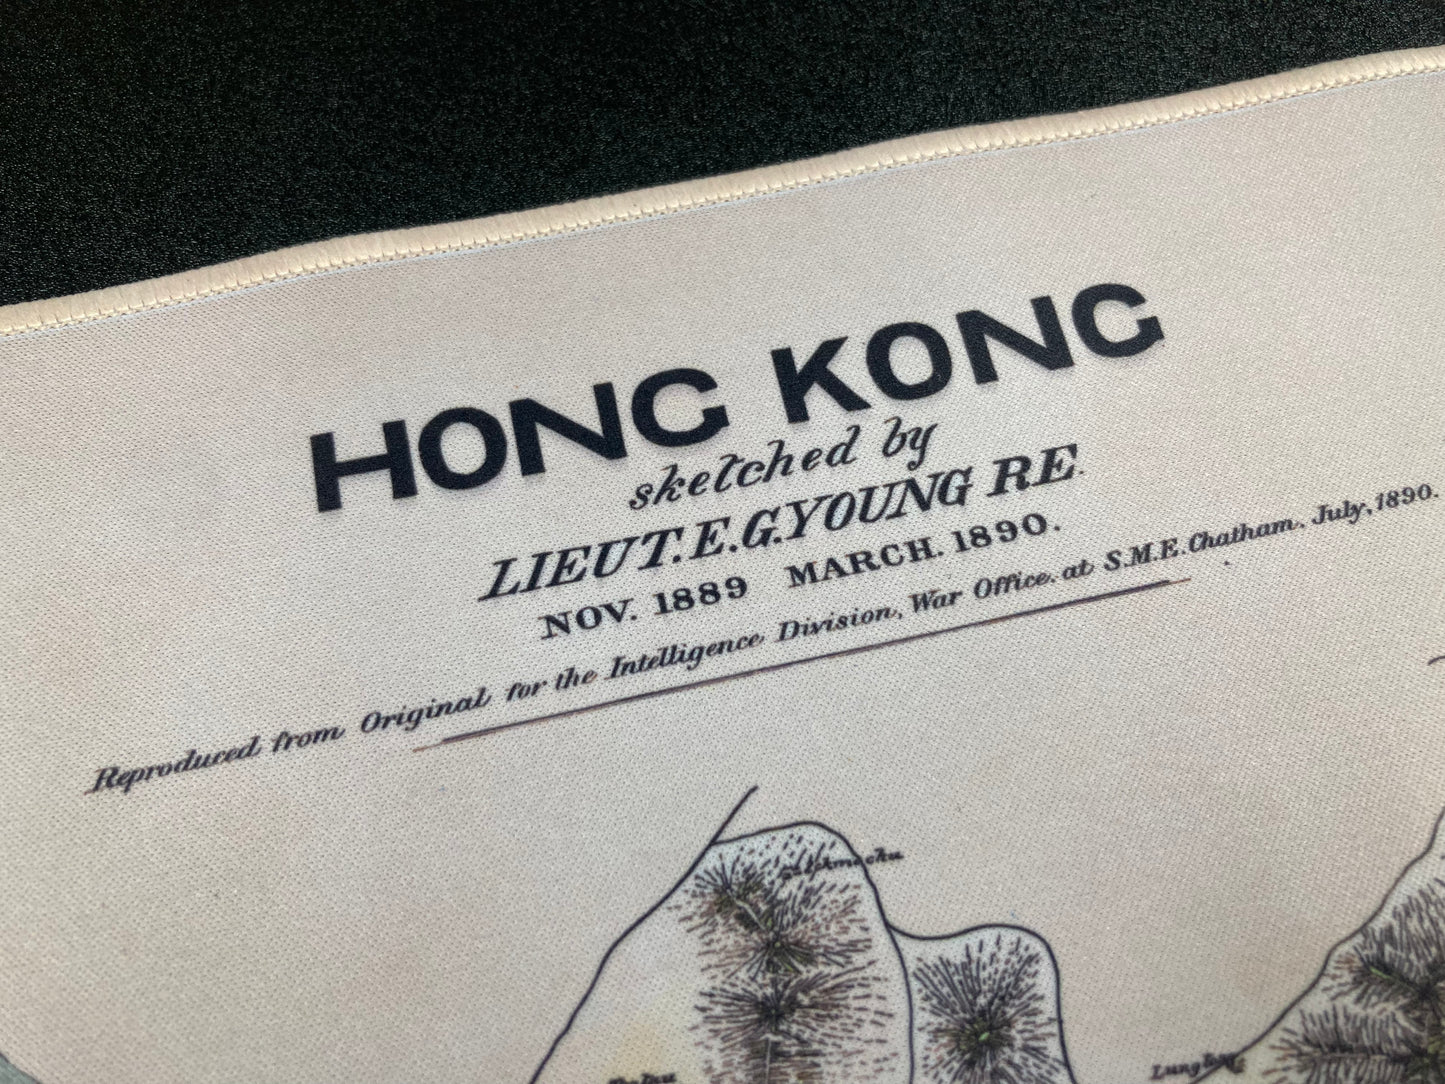 HONG KONG
sketched by
LIEUT. E. G. YOUNG RE.
NOV. 1889 MARCH. 1890.
Reproduced from Original for the Intelligence Division, War Office, at S.M.E. Chatham, July, 1890.